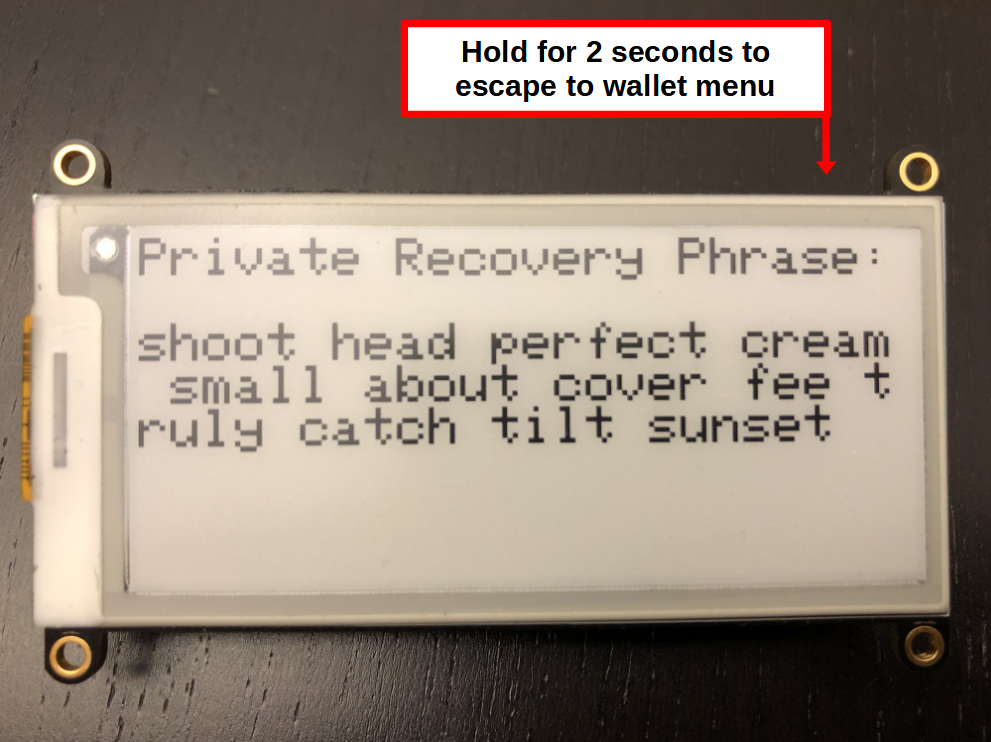 Hold for 2 seconds to
escape to wallet menu
Private Recovery Phrase:
shoot head perfect cream
 small about cover fee t
ruly catch tilt sunset